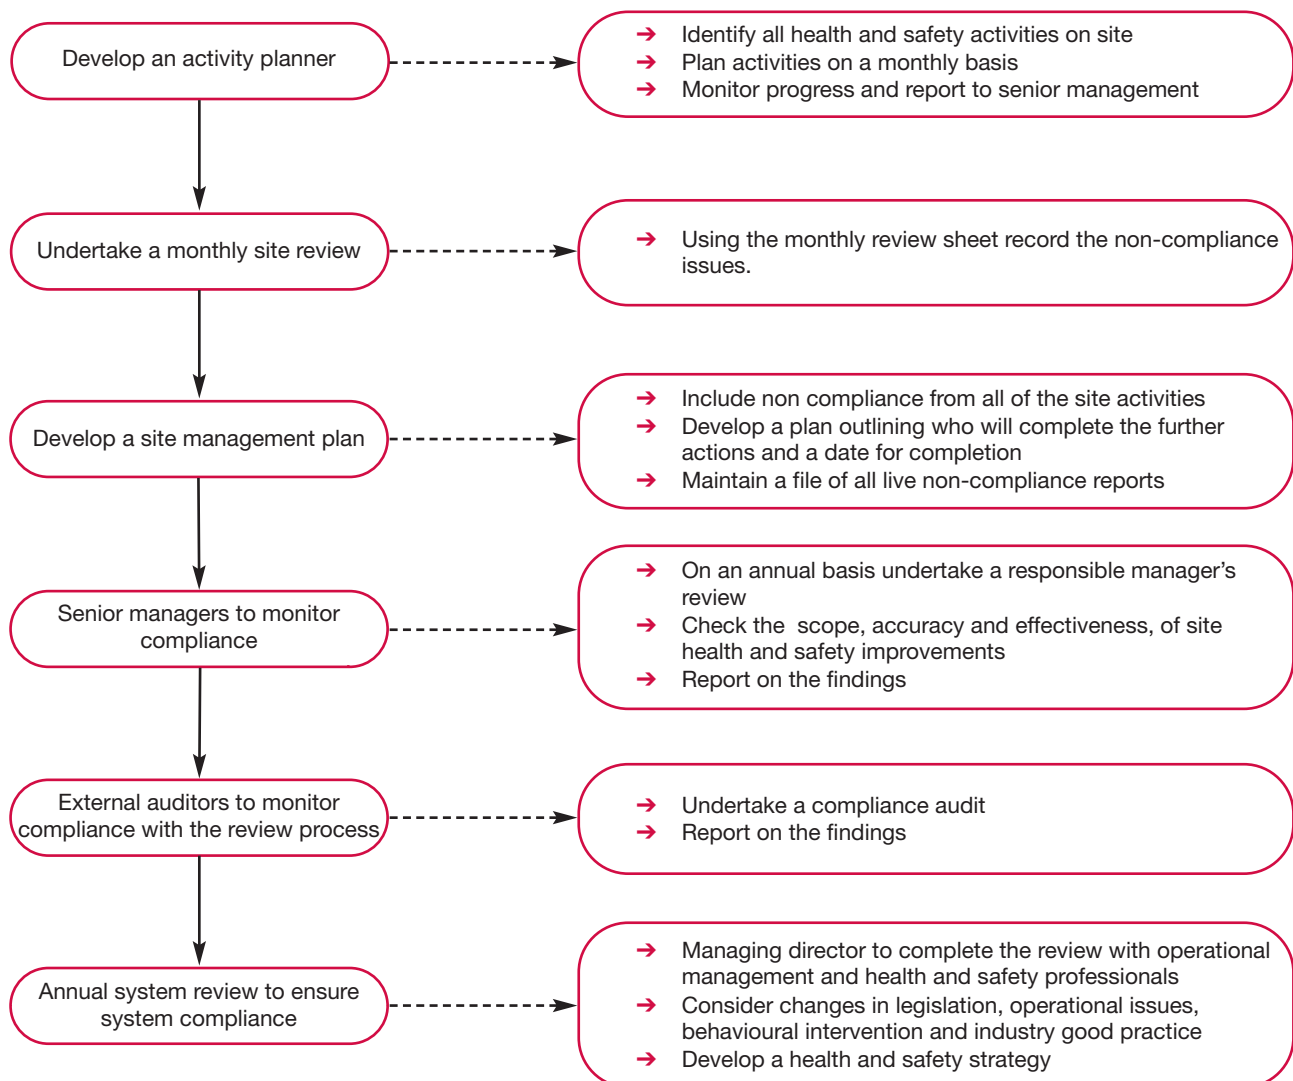 Develop an activity planner
➔ Identify all health and safety activities on site
➔ Plan activities on a monthly basis
➔ Monitor progress and report to senior management
Undertake a monthly site review
➔ Using the monthly review sheet record the non-compliance
issues.
Develop a site management plan
➔ Include non compliance from all of the site activities
➔ Develop a plan outlining who will complete the further
actions and a date for completion
➔ Maintain a file of all live non-compliance reports
Senior managers to monitor
compliance
➔ On an annual basis undertake a responsible manager’s
review
➔ Check the  scope, accuracy and effectiveness, of site
health and safety improvements
➔ Report on the findings
External auditors to monitor
compliance with the review process
➔ Undertake a compliance audit
➔ Report on the findings
Annual system review to ensure
system compliance
➔ Managing director to complete the review with operational
management and health and safety professionals
➔ Consider changes in legislation, operational issues,
behavioural intervention and industry good practice
➔ Develop a health and safety strategy